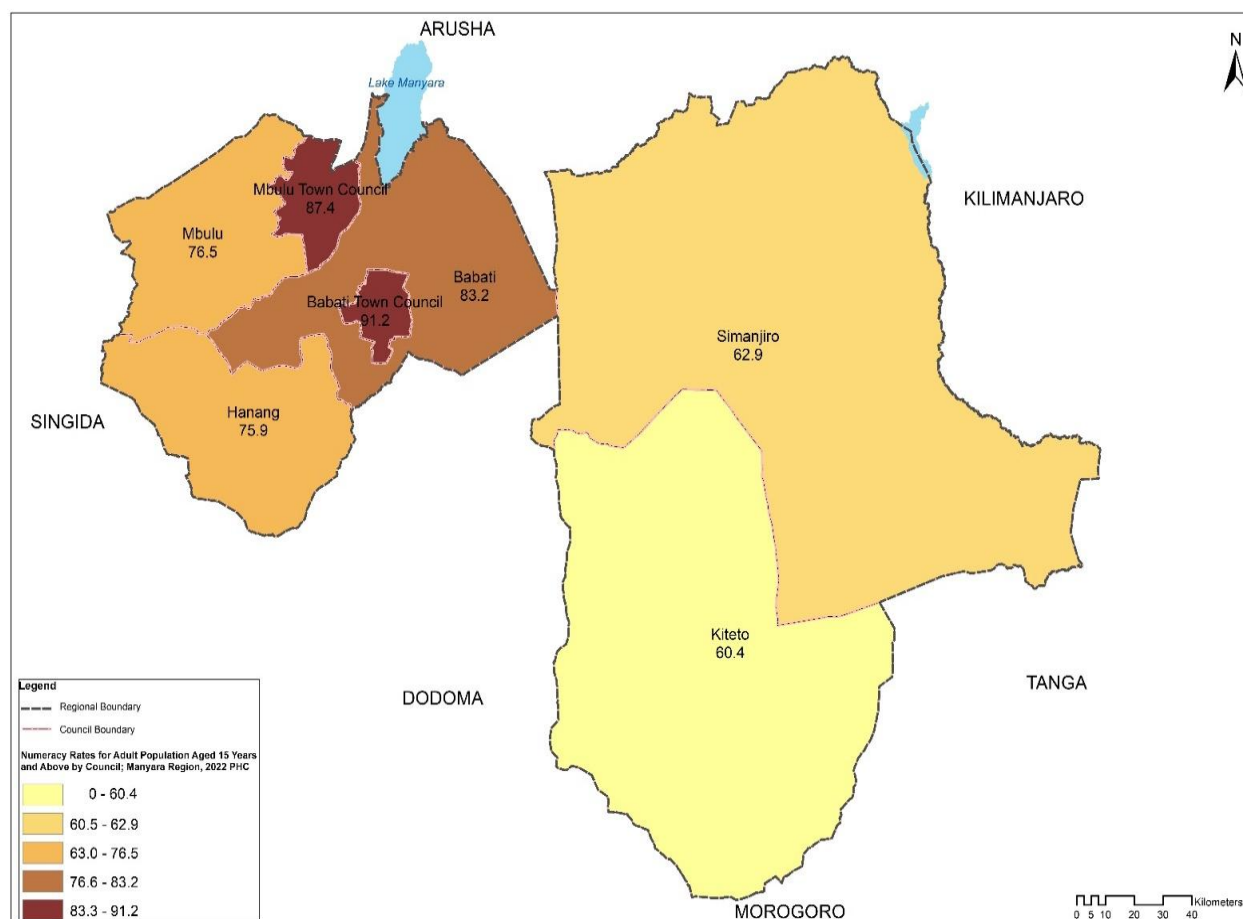 ARUSHA
N
Lake Manyara
Mbulu Town Council
87.4
KILIMANJARO
Mbulu
76.5
Babati
83.2
Babati Town Council
91.2
Simanjiro
62.9
Hanang
75.9
SINGIDA
Kiteto
60.4
DODOMA
TANGA
MOROGORO
Legend
Regional Boundary
Council Boundary
Numeracy Rates for Adult Population Aged 15 Years
and Above by Council; Manyara Region, 2022 PHC
0 - 60.4
60.5 - 62.9
63.0 - 76.5
76.6 - 83.2
83.3 - 91.2
Kilometers
0 5 10 20 30 40